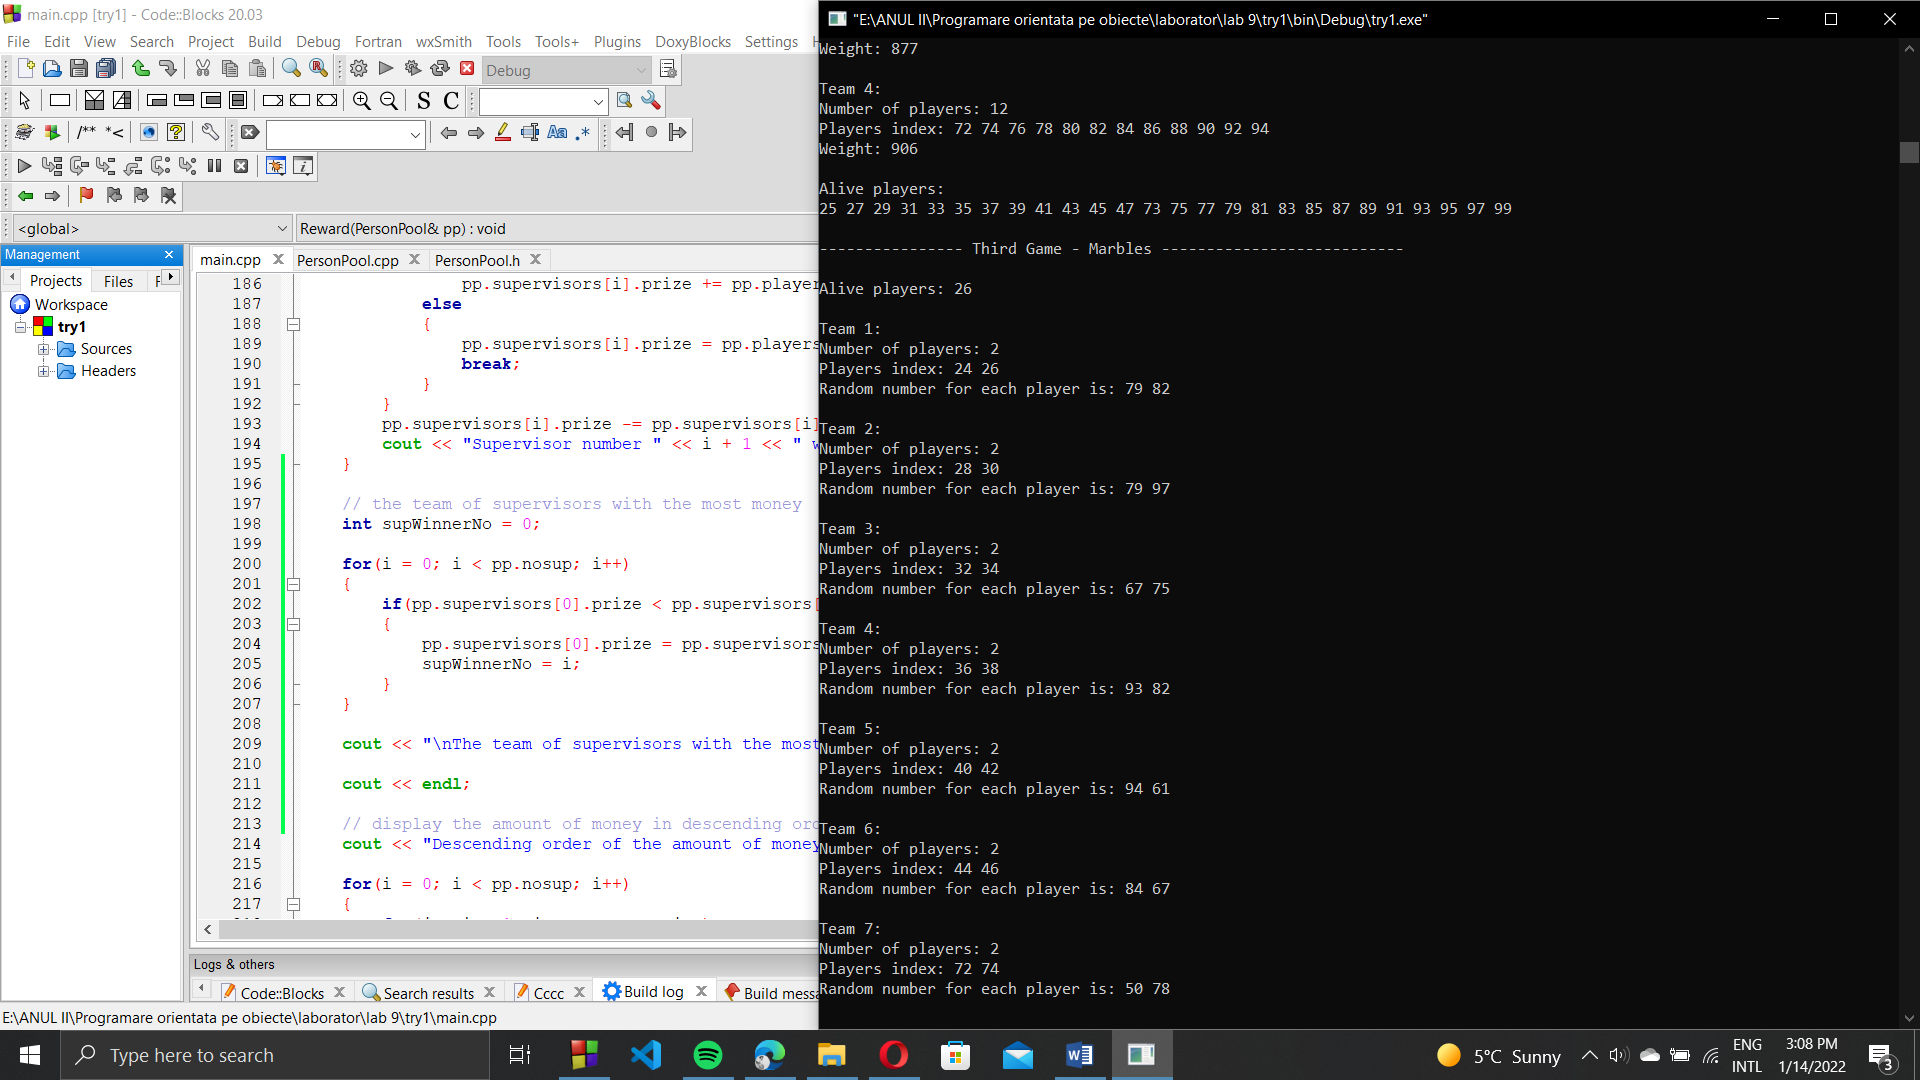 main.cpp [try1] - Code::Blocks 20.03
File Edit View Search Project Build Debug Fortran wxSmith Tools Tools+ Plugins DoxyBlocks Settings
Debug
S C
/** *<
Aa .*
<global>
Reward(PersonPool& pp) : void
Management
Projects Files
Workspace
try1
Sources
Headers
main.cpp PersonPool.cpp PersonPool.h
186 pp.supervisors[i].prize += pp.player
187 else
188 {
189 pp.supervisors[i].prize = pp.players
190 break;
191 }
192 }
193 pp.supervisors[i].prize -= pp.supervisors[i]
194 cout << "Supervisor number " << i + 1 << " w
195 }
196
197 // the team of supervisors with the most money
198 int supWinnerNo = 0;
199
200 for(i = 0; i < pp.nosup; i++)
201 {
202 if(pp.supervisors[0].prize < pp.supervisors[
203 {
204 pp.supervisors[0].prize = pp.supervisors
205 supWinnerNo = i;
206 }
207 }
208
209 cout << "\nThe team of supervisors with the most
210
211 cout << endl;
212
213 // display the amount of money in descending ord
214 cout << "Descending order of the amount of money
215
216 for(i = 0; i < pp.nosup; i++)
217 {
Logs & others
Code::Blocks Search results Cccc Build log Build messa
E:\ANUL II\Programare orientata pe obiecte\laborator\lab 9\try1\main.cpp
"E:\ANUL II\Programare orientata pe obiecte\laborator\lab 9\try1\bin\Debug\try1.exe"
Weight: 877
Team 4:
Number of players: 12
Players index: 72 74 76 78 80 82 84 86 88 90 92 94
Weight: 906
Alive players:
25 27 29 31 33 35 37 39 41 43 45 47 73 75 77 79 81 83 85 87 89 91 93 95 97 99
---------------- Third Game - Marbles ---------------------------
Alive players: 26
Team 1:
Number of players: 2
Players index: 24 26
Random number for each player is: 79 82
Team 2:
Number of players: 2
Players index: 28 30
Random number for each player is: 79 97
Team 3:
Number of players: 2
Players index: 32 34
Random number for each player is: 67 75
Team 4:
Number of players: 2
Players index: 36 38
Random number for each player is: 93 82
Team 5:
Number of players: 2
Players index: 40 42
Random number for each player is: 94 61
Team 6:
Number of players: 2
Players index: 44 46
Random number for each player is: 84 67
Team 7:
Number of players: 2
Players index: 72 74
Random number for each player is: 50 78
Type here to search
5°C Sunny
ENG
INTL
3:08 PM
1/14/2022
3